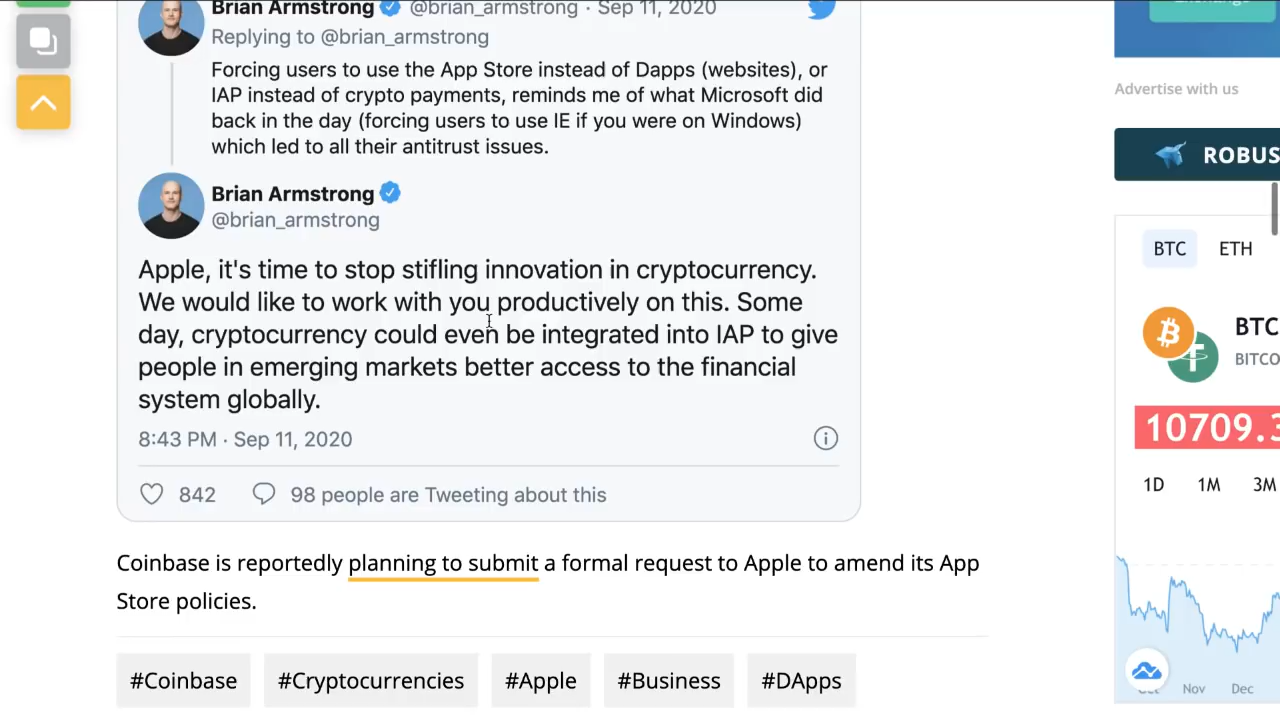 Brian Armstrong @brian_armstrong · Sep 11, 2020
Replying to @brian_armstrong
Forcing users to use the App Store instead of Dapps (websites), or
IAP instead of crypto payments, reminds me of what Microsoft did
back in the day (forcing users to use IE if you were on Windows)
which led to all their antitrust issues.
Brian Armstrong
@brian_armstrong
Apple, it's time to stop stifling innovation in cryptocurrency.
We would like to work with you productively on this. Some
day, cryptocurrency could even be integrated into IAP to give
people in emerging markets better access to the financial
system globally.
8:43 PM · Sep 11, 2020
842 98 people are Tweeting about this
Coinbase is reportedly planning to submit a formal request to Apple to amend its App
Store policies.
#Coinbase #Cryptocurrencies #Apple #Business #DApps
Advertise with us
ROBUS
BTC ETH
BTC
BITCO
10709.3
1D 1M 3M
Nov Dec